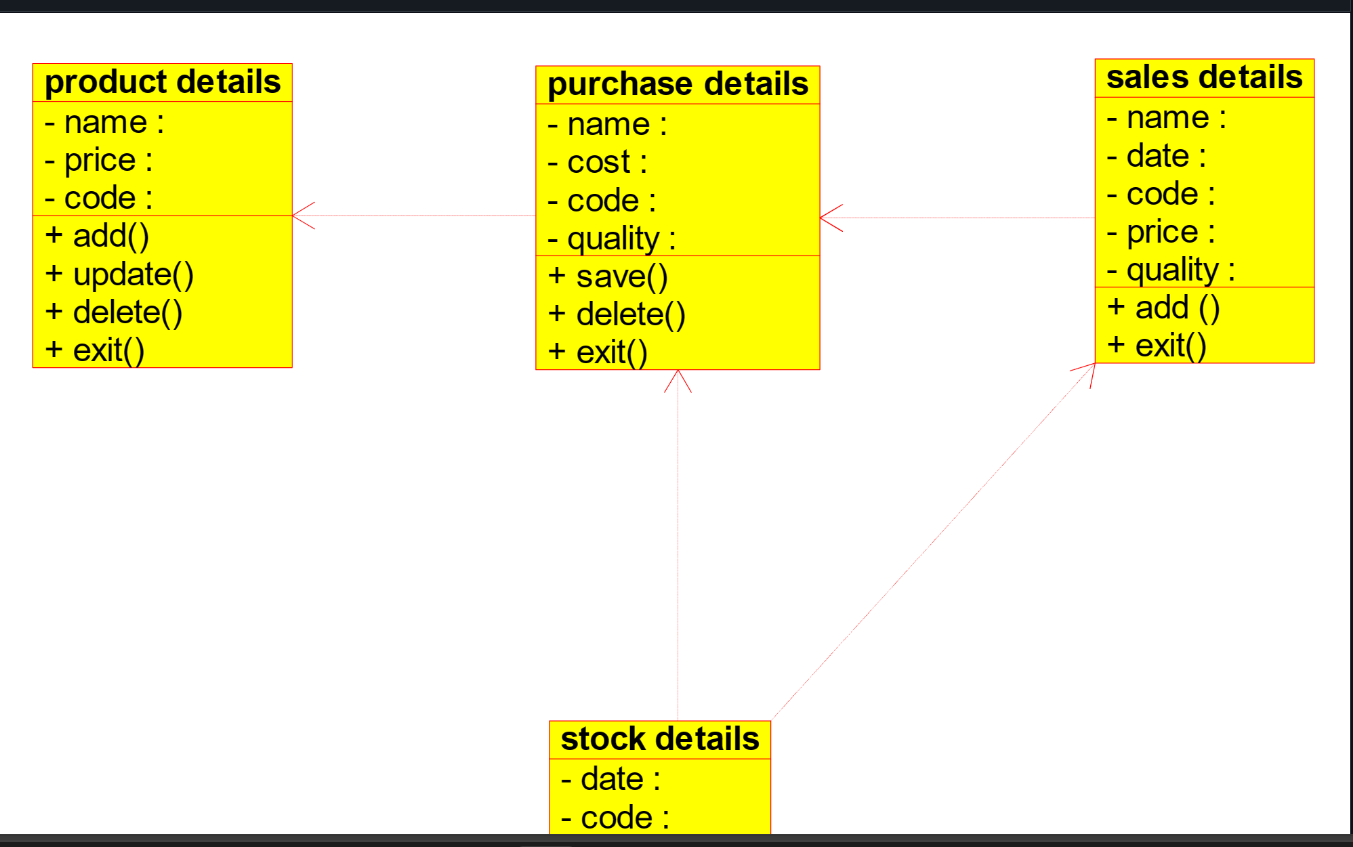 product details
- name :
- price :
- code :
+ add()
+ update()
+ delete()
+ exit()
purchase details
- name :
- cost :
- code :
- quality :
+ save()
+ delete()
+ exit()
sales details
- name :
- date :
- code :
- price :
- quality :
+ add ()
+ exit()
stock details
- date :
- code :